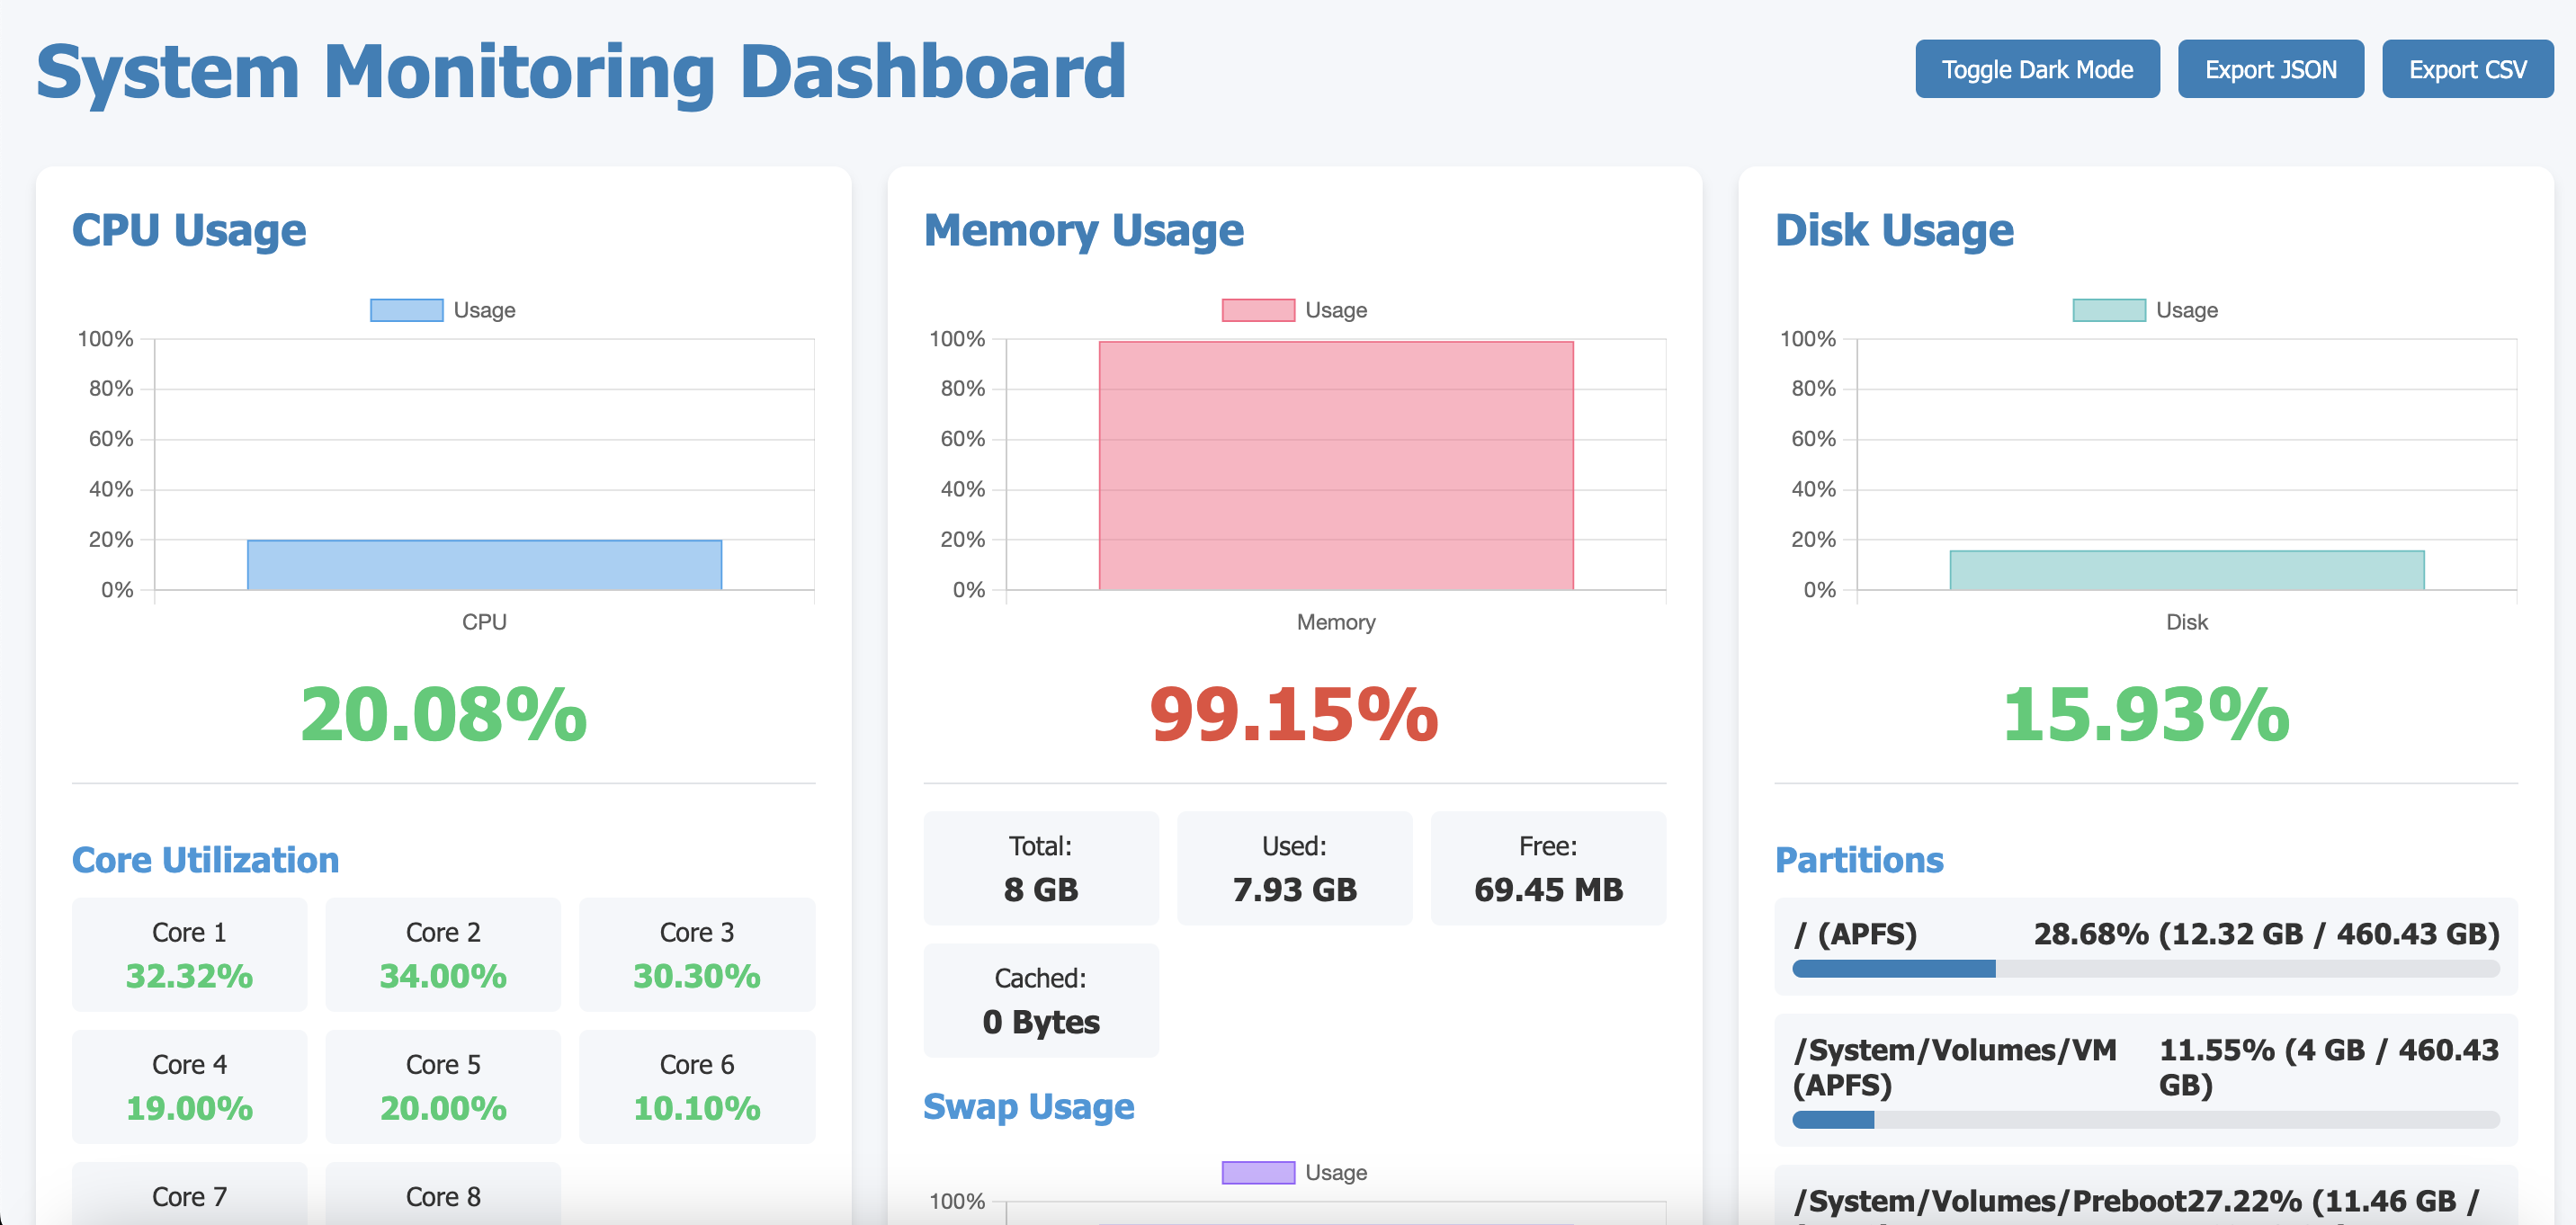 System Monitoring Dashboard
Toggle Dark Mode
Export JSON
Export CSV
CPU Usage
Usage
100%
80%
60%
40%
20%
0%
CPU
20.08%
Core Utilization
Core 1
32.32%
Core 2
34.00%
Core 3
30.30%
Core 4
19.00%
Core 5
20.00%
Core 6
10.10%
Core 7
Core 8
Memory Usage
Usage
100%
80%
60%
40%
20%
0%
Memory
99.15%
Total:
8 GB
Used:
7.93 GB
Free:
69.45 MB
Cached:
0 Bytes
Swap Usage
Usage
100%
Disk Usage
Usage
100%
80%
60%
40%
20%
0%
Disk
15.93%
Partitions
/ (APFS) 28.68% (12.32 GB / 460.43 GB)
/System/Volumes/VM 11.55% (4 GB / 460.43
(APFS) GB)
/System/Volumes/Preboot27.22% (11.46 GB /